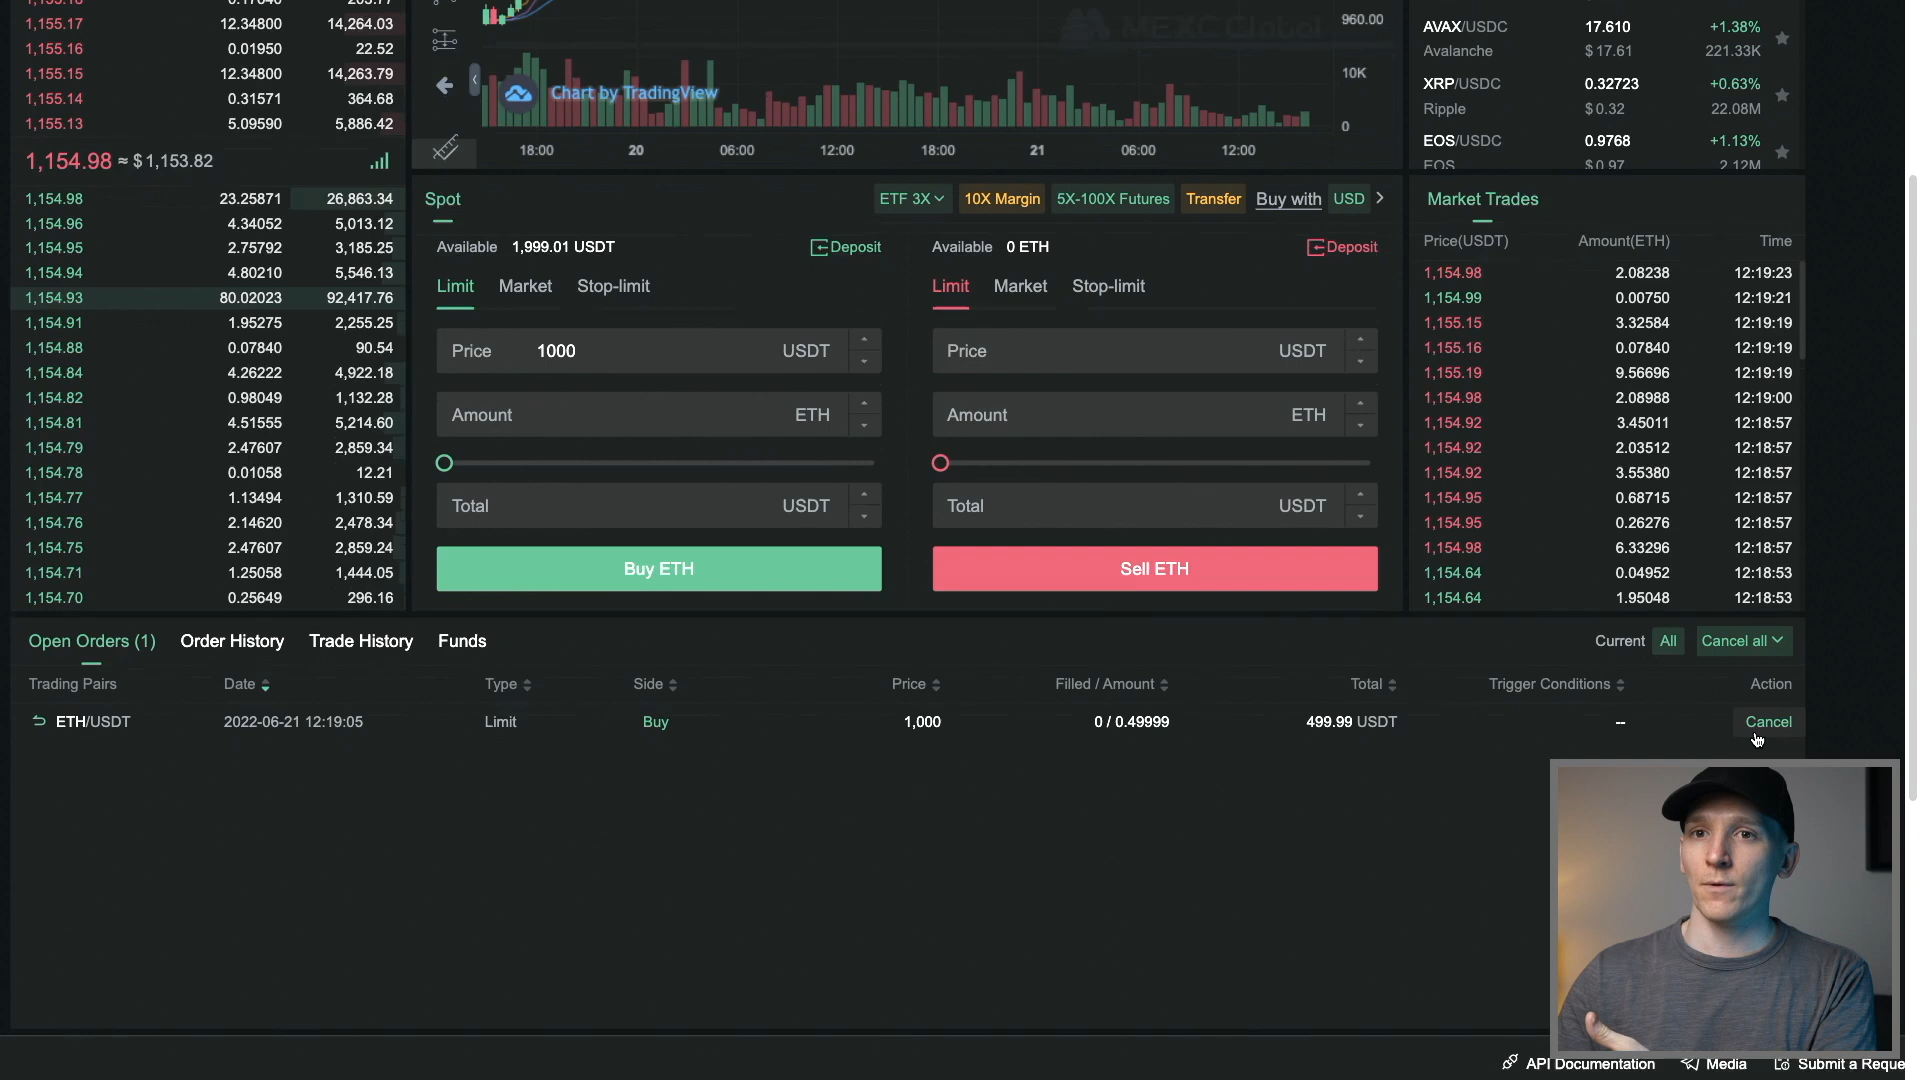 1,155.17 12.34800 14,264.03
1,155.16 0.01950 22.52
1,155.15 12.34800 14,263.79
1,155.14 0.31571 364.68
1,155.13 5.09590 5,886.42
1,154.98 ≈ $ 1,153.82
1,154.98 23.25871 26,863.34
1,154.96 4.34052 5,013.12
1,154.95 2.75792 3,185.25
1,154.94 4.80210 5,546.13
1,154.93 80.02023 92,417.76
1,154.91 1.95275 2,255.25
1,154.88 0.07840 90.54
1,154.84 4.26222 4,922.18
1,154.82 0.98049 1,132.28
1,154.81 4.51555 5,214.60
1,154.79 2.47607 2,859.34
1,154.78 0.01058 12.21
1,154.77 1.13494 1,310.59
1,154.76 2.14620 2,478.34
1,154.75 2.47607 2,859.24
1,154.71 1.25058 1,444.05
1,154.70 0.25649 296.16
MEXC Global
960.00
10K
0
Chart by TradingView
18:00 20 06:00 12:00 18:00 21 06:00 12:00
AVAX/USDC 17.610 +1.38%
Avalanche $ 17.61 221.33K
XRP/USDC 0.32723 +0.63%
Ripple $ 0.32 22.08M
EOS/USDC 0.9768 +1.13%
EOS $ 0.97 2.12M
Spot ETF 3X 10X Margin 5X-100X Futures Transfer Buy with USD
Available 1,999.01 USDT Deposit
Limit Market Stop-limit
Price 1000 USDT
Amount ETH
Total USDT
Buy ETH
Available 0 ETH Deposit
Limit Market Stop-limit
Price USDT
Amount ETH
Total USDT
Sell ETH
Market Trades
Price(USDT) Amount(ETH) Time
1,154.98 2.08238 12:19:23
1,154.99 0.00750 12:19:21
1,155.15 3.32584 12:19:19
1,155.16 0.07840 12:19:19
1,155.19 9.56696 12:19:19
1,154.98 2.08988 12:19:00
1,154.92 3.45011 12:18:57
1,154.92 2.03512 12:18:57
1,154.92 3.55380 12:18:57
1,154.95 0.68715 12:18:57
1,154.95 0.26276 12:18:57
1,154.98 6.33296 12:18:57
1,154.64 0.04952 12:18:53
1,154.64 1.95048 12:18:53
Open Orders (1) Order History Trade History Funds Current All Cancel all
Trading Pairs Date Type Side Price Filled / Amount Total Trigger Conditions Action
ETH/USDT 2022-06-21 12:19:05 Limit Buy 1,000 0 / 0.49999 499.99 USDT -- Cancel
API Documentation Media Submit a Reque